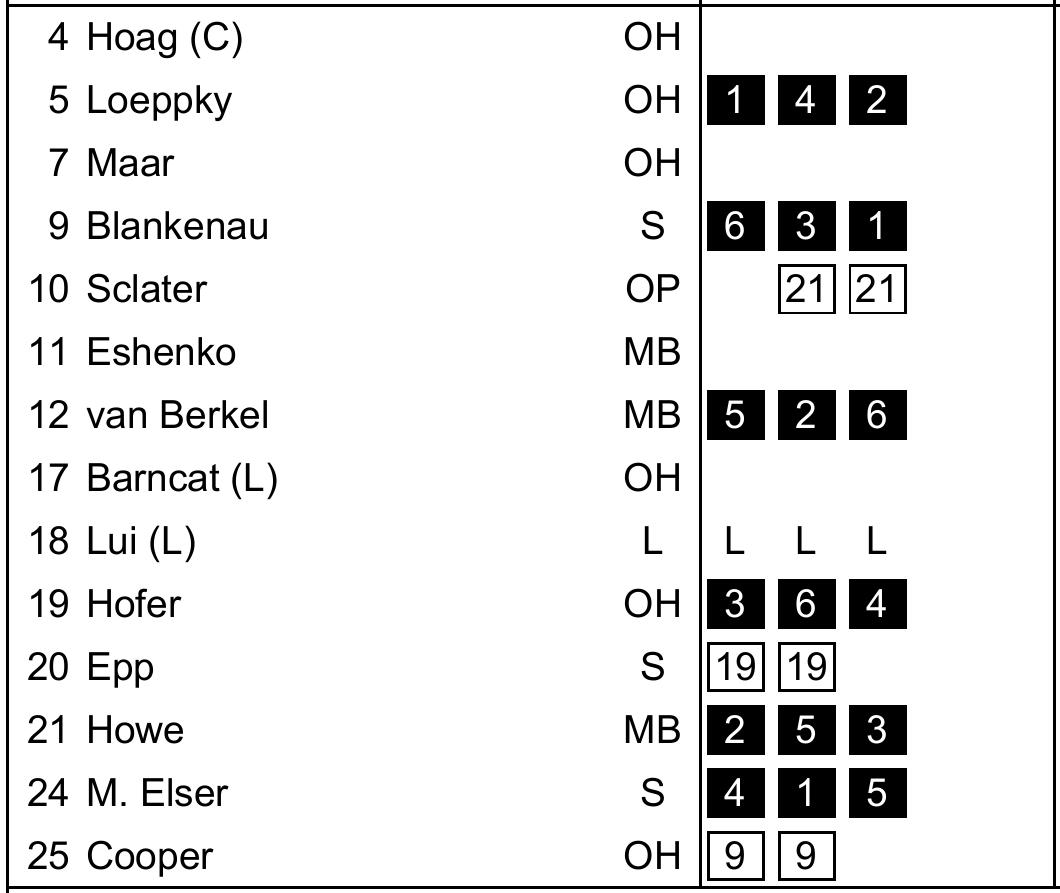 4 Hoag (C) OH
5 Loeppky OH 1 4 2
7 Maar OH
9 Blankenau S 6 3 1
10 Sclater OP 21 21
11 Eshenko MB
12 van Berkel MB 5 2 6
17 Barncat (L) OH
18 Lui (L) L L L L
19 Hofer OH 3 6 4
20 Epp S 19 19
21 Howe MB 2 5 3
24 M. Elser S 4 1 5
25 Cooper OH 9 9